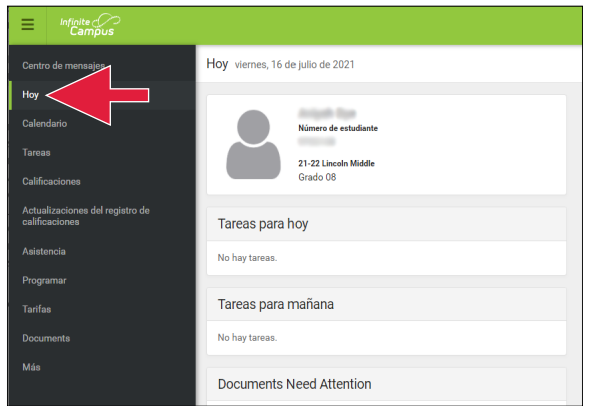 Infinite
Campus
Centro de mensajes
Hoy
Calendario
Tareas
Calificaciones
Actualizaciones del registro de
calificaciones
Asistencia
Programar
Tarifas
Documents
Más
Hoy viernes, 16 de julio de 2021
Número de estudiante
21-22 Lincoln Middle
Grado 08
Tareas para hoy
No hay tareas.
Tareas para mañana
No hay tareas.
Documents Need Attention